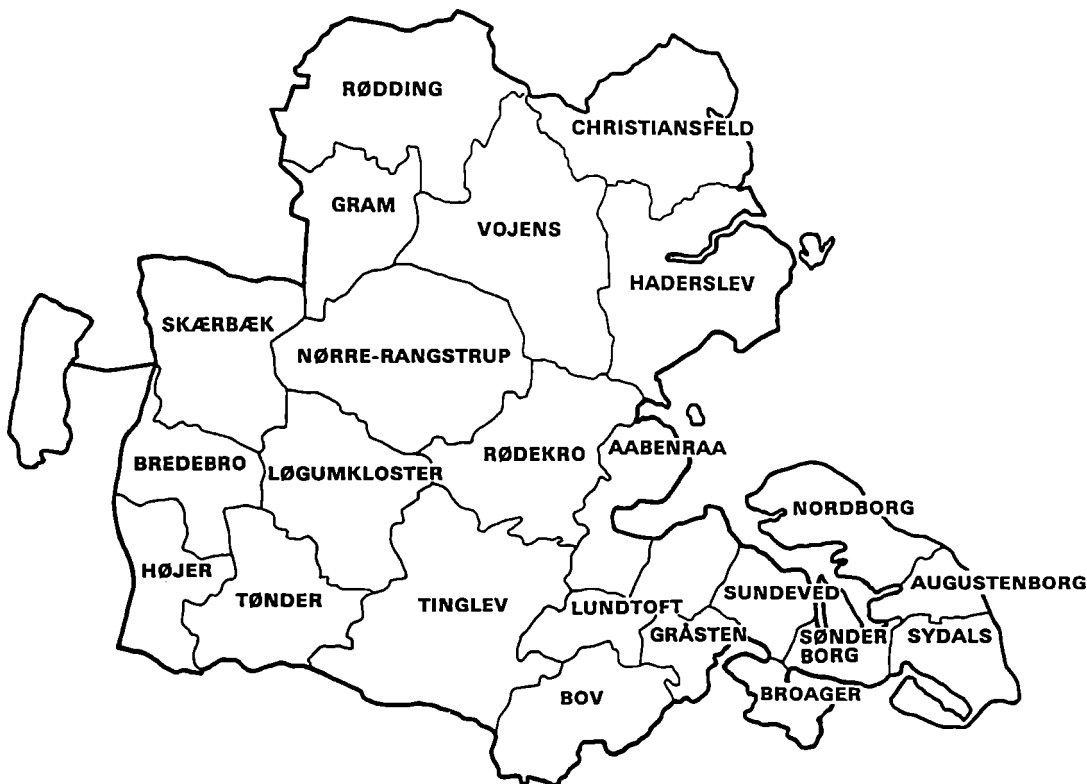 RØDDING
CHRISTIANSFELD
GRAM
VOJENS
HADERSLEV
SKÆRBÆK
NØRRE-RANGSTRUP
AABENRAA
RØDEKRO
BREDEBRO
LØGUMKLOSTER
NORDBORG
HØJER
TØNDER
TINGLEV
LUNDTOFT
SUNDEVED
AUGUSTENBORG
GRÅSTEN
SØNDER
BORG
SYDALS
BOV
BROAGER